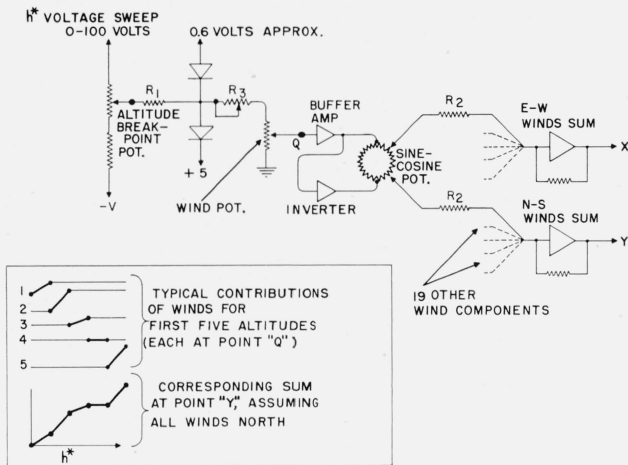 h* VOLTAGE SWEEP
0-100 VOLTS
0.6 VOLTS APPROX.
R1
R3
ALTITUDE
BREAK-
POINT
POT.
BUFFER
AMP
Q
+ 5
-V
WIND POT.
INVERTER
SINE-
COSINE
POT.
R2
E-W
WINDS SUM
X
R2
N-S
WINDS SUM
Y
19 OTHER
WIND COMPONENTS
1
2
3
4
5
TYPICAL CONTRIBUTIONS
OF WINDS FOR
FIRST FIVE ALTITUDES
(EACH AT POINT "Q")
CORRESPONDING SUM
AT POINT "Y," ASSUMING
ALL WINDS NORTH
h*